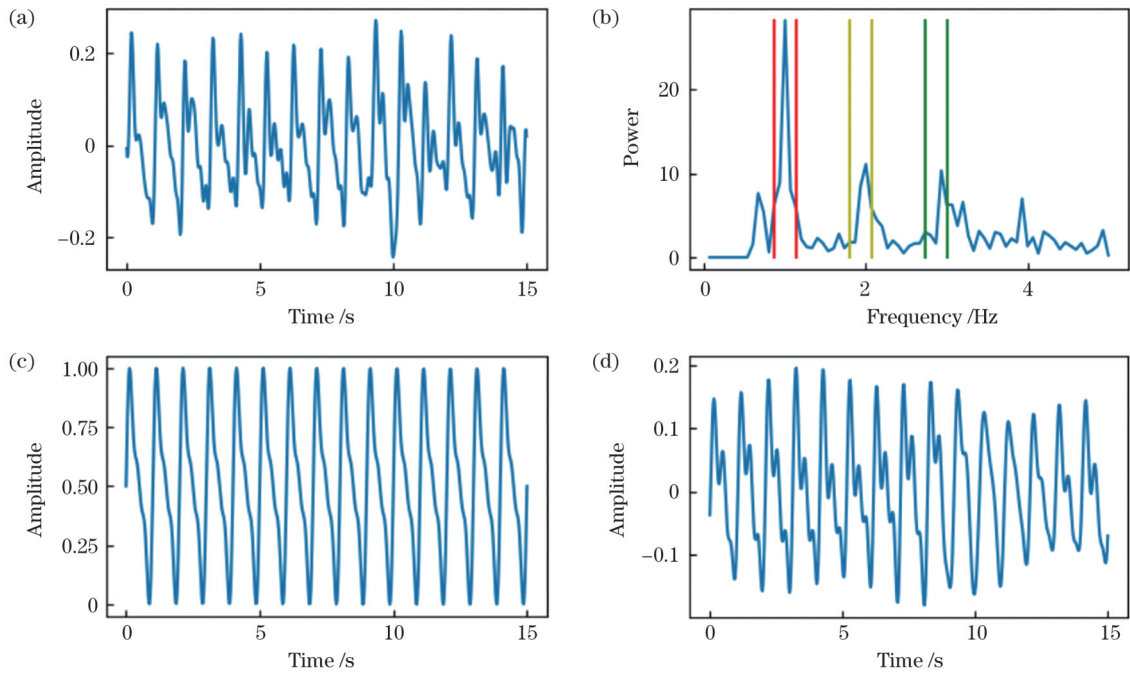 (a)
0.2
0
−0.2
Amplitude
0 5 10 15
Time /s
(b)
20
10
0
Power
0 2 4
Frequency /Hz
(c)
1.00
0.75
0.50
0.25
0
Amplitude
0 5 10 15
Time /s
(d)
0.2
0.1
0
−0.1
Amplitude
0 5 10 15
Time /s